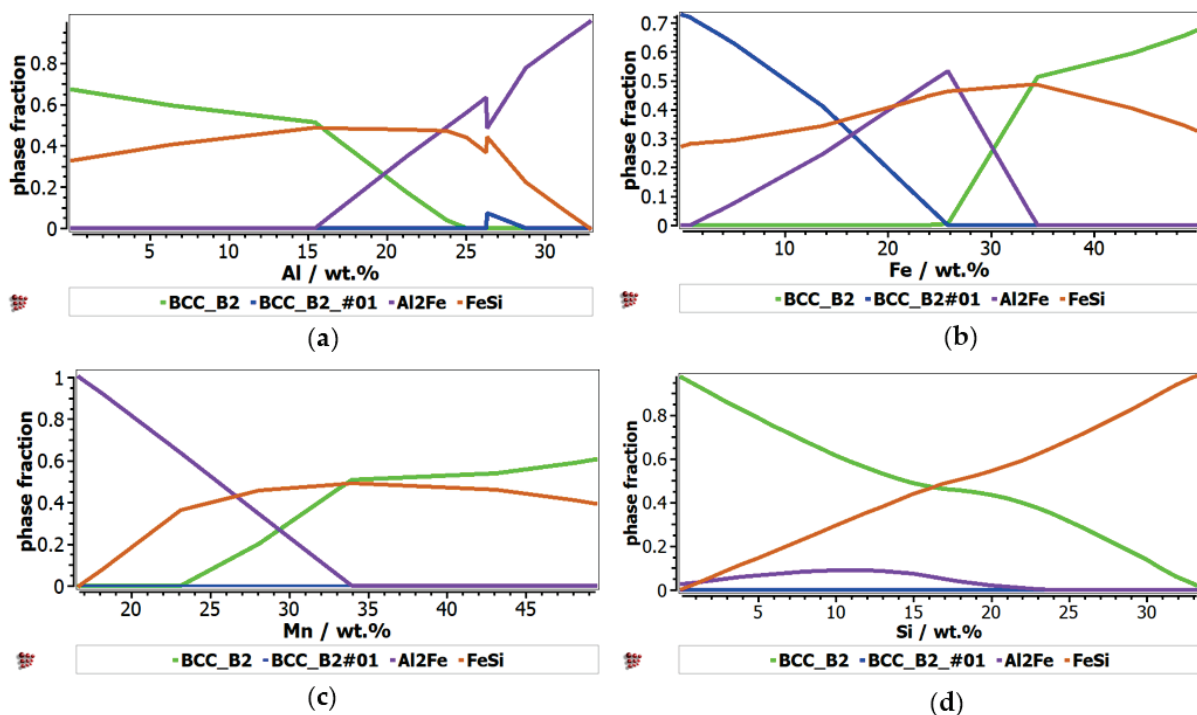 phase fraction
0.8
0.6
0.4
0.2
0
5 10 15 20 25 30
Al / wt.%
BCC_B2 BCC_B2_#01 Al2Fe FeSi
(a)
phase fraction
0.7
0.6
0.5
0.4
0.3
0.2
0.1
0
10 20 30 40
Fe / wt.%
BCC_B2 BCC_B2#01 Al2Fe FeSi
(b)
phase fraction
1
0.8
0.6
0.4
0.2
0
20 25 30 35 40 45
Mn / wt.%
BCC_B2 BCC_B2#01 Al2Fe FeSi
(c)
phase fraction
0.8
0.6
0.4
0.2
0
5 10 15 20 25 30
Si / wt.%
BCC_B2 BCC_B2_#01 Al2Fe FeSi
(d)